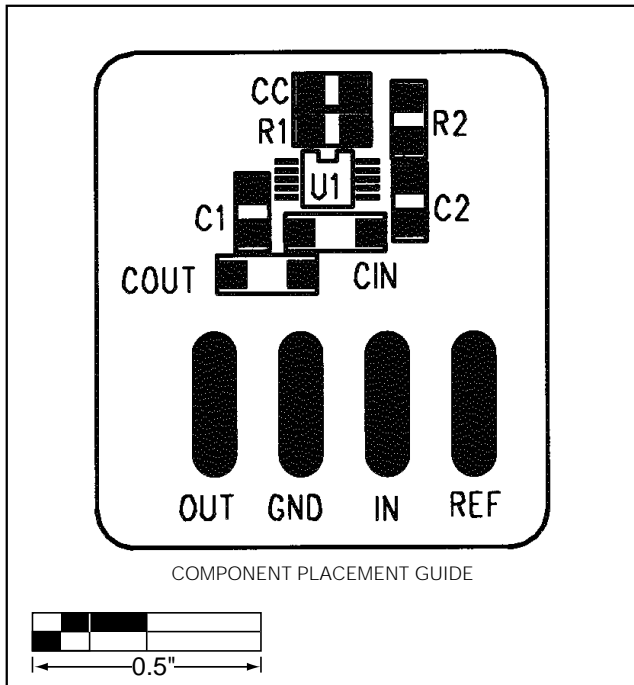 CC
R1
R2
U1
C1
C2
COUT
CIN
OUT GND IN REF
COMPONENT PLACEMENT GUIDE
0.5"